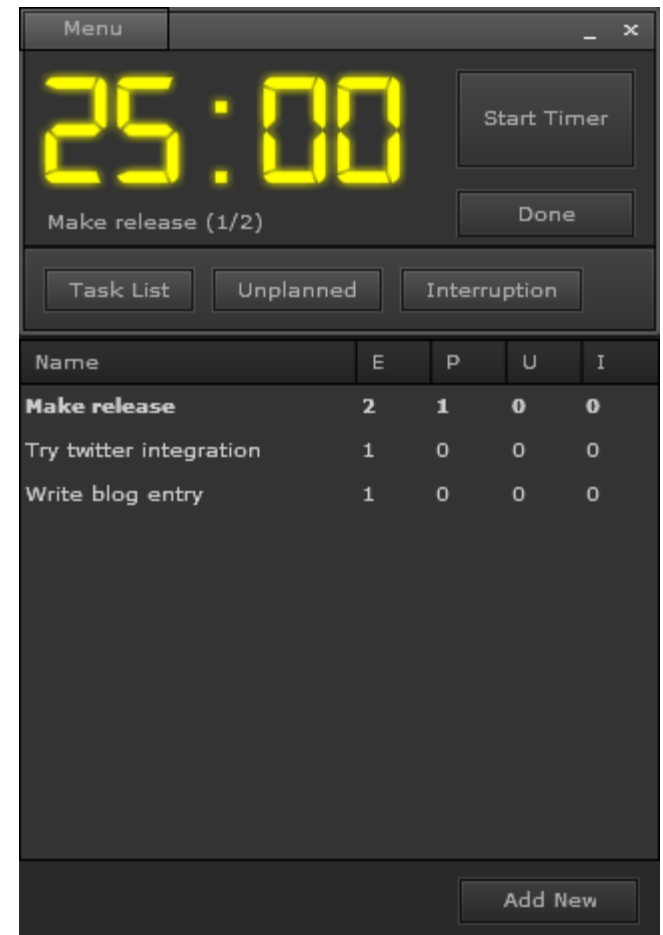 Menu _ x
25:00
Start Timer
Make release (1/2)
Done
Task List Unplanned Interruption
Name E P U I
Make release 2 1 0 0
Try twitter integration 1 0 0 0
Write blog entry 1 0 0 0
Add New